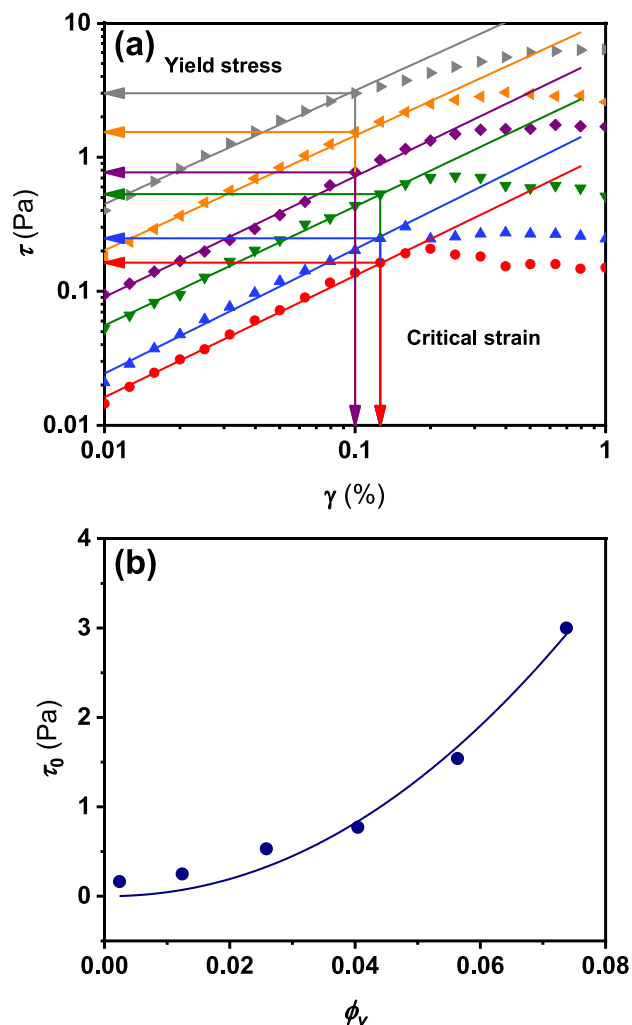 (a)
Yield stress
Critical strain
10
1
0.1
0.01
τ (Pa)
0.01 0.1 1
γ (%)
(b)
4
3
2
1
0
τ0 (Pa)
0.00 0.02 0.04 0.06 0.08
ϕv